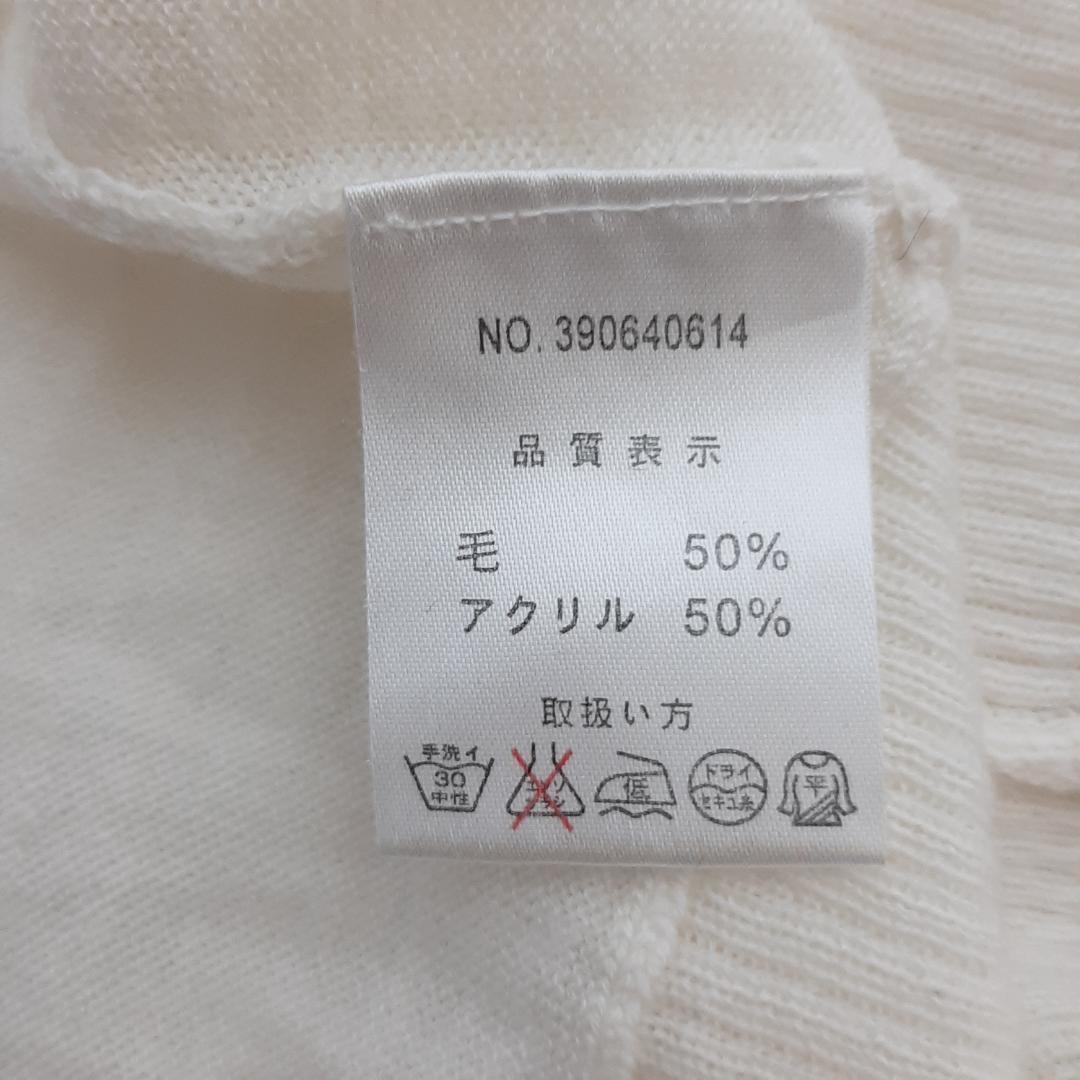 NO. 390640614
品質表示
毛 50%
アクリル 50%
取扱い方
手洗イ
30
中性
低
ドライ
セキユ系
平